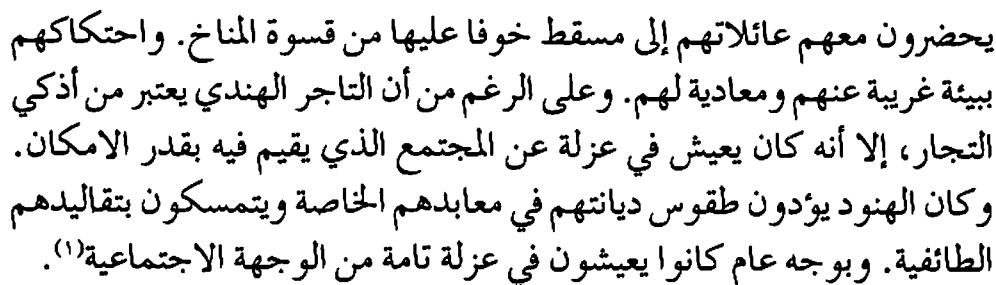 يحضرون معهم عائلاتهم إلى مسقط خوفا عليها من قسوة المناخ. واحتكاكهم
ببيئة غريبة عنهم ومعادية لهم. وعلى الرغم من أن التاجر الهندي يعتبر من أذكي
التجار، إلا أنه كان يعيش في عزلة عن المجتمع الذي يقيم فيه بقدر الامكان.
وكان الهنود يؤدون طقوس ديانتهم في معابدهم الخاصة ويتمسكون بتقاليدهم
الطائفية. وبوجه عام كانوا يعيشون في عزلة تامة من الوجهة الاجتماعية(١).